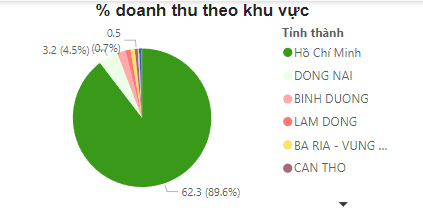 % doanh thu theo khu vực
0.5
(0.7%)
3.2 (4.5%)
62.3 (89.6%)
Tỉnh thành
Hồ Chí Minh
DONG NAI
BINH DUONG
LAM DONG
BA RIA - VUNG ...
CAN THO